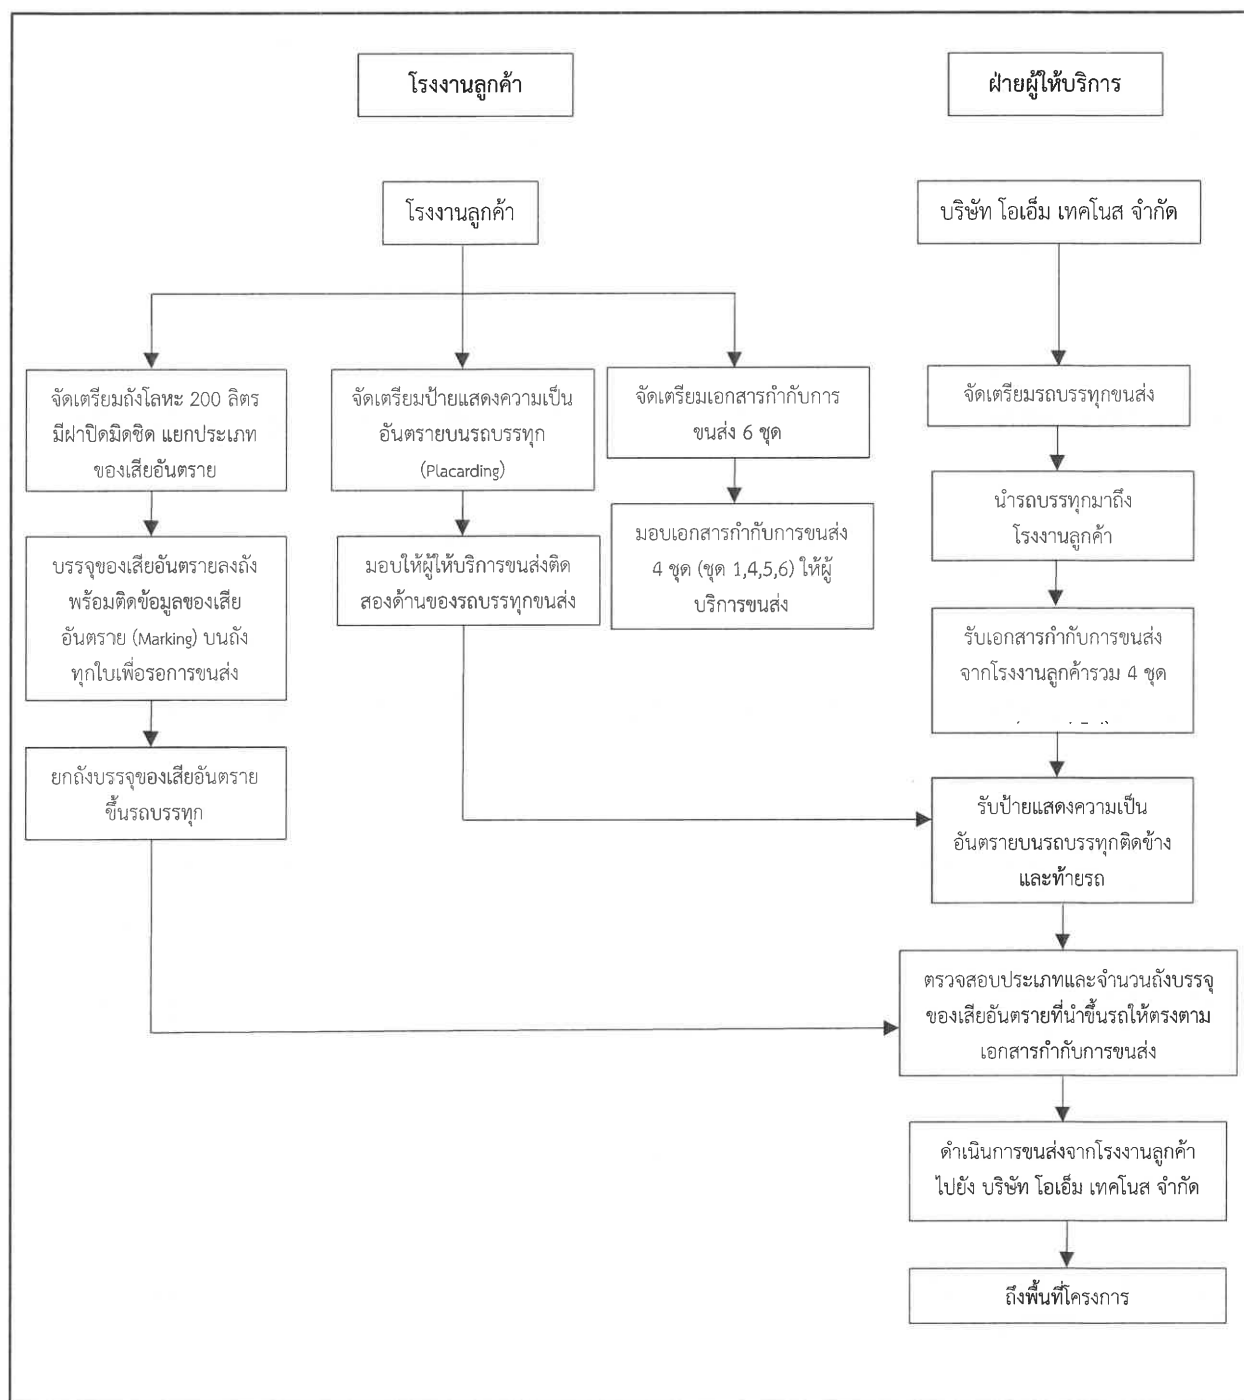 โรงงานลูกค้า
ฝ่ายผู้ให้บริการ
โรงงานลูกค้า
บริษัท โอเอ็ม เทคโนส จำกัด
จัดเตรียมถังโลหะ 200 ลิตร
มีฝาปิดมิดชิด แยกประเภท
ของเสียอันตราย
จัดเตรียมป้ายแสดงความเป็น
อันตรายบนรถบรรทุก
(Placarding)
จัดเตรียมเอกสารกำกับการ
ขนส่ง 6 ชุด
จัดเตรียมรถบรรทุกขนส่ง
บรรจุของเสียอันตรายลงถัง
พร้อมติดข้อมูลของเสีย
อันตราย (Marking) บนถัง
ทุกใบเพื่อรอการขนส่ง
มอบให้ผู้ให้บริการขนส่งติด
สองด้านของรถบรรทุกขนส่ง
มอบเอกสารกำกับการขนส่ง
4 ชุด (ชุด 1,4,5,6) ให้ผู้
บริการขนส่ง
นำรถบรรทุกมาถึง
โรงงานลูกค้า
รับเอกสารกำกับการขนส่ง
จากโรงงานลูกค้ารวม 4 ชุด
ยกถังบรรจุของเสียอันตราย
ขึ้นรถบรรทุก
รับป้ายแสดงความเป็น
อันตรายบนรถบรรทุกติดข้าง
และท้ายรถ
ตรวจสอบประเภทและจำนวนถังบรรจุ
ของเสียอันตรายที่นำขึ้นรถให้ตรงตาม
เอกสารกำกับการขนส่ง
ดำเนินการขนส่งจากโรงงานลูกค้า
ไปยัง บริษัท โอเอ็ม เทคโนส จำกัด
ถึงพื้นที่โครงการ